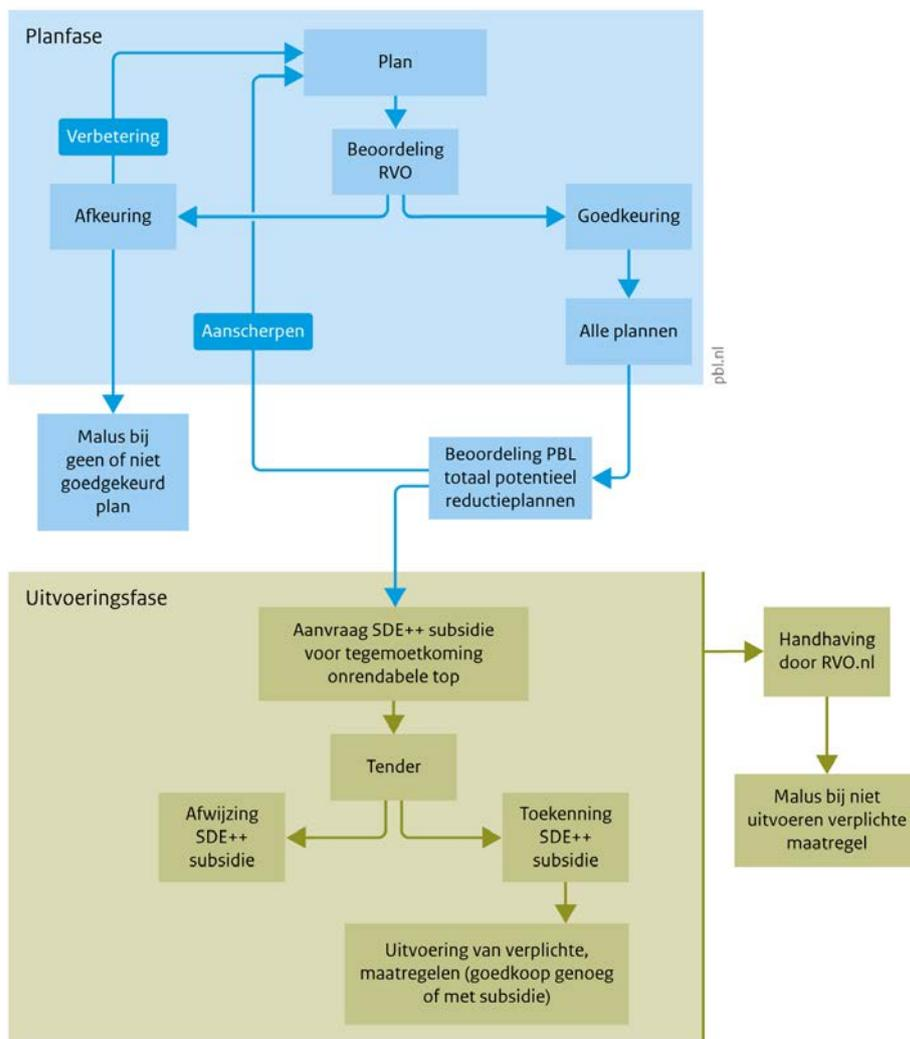 Planfase
Plan
Verbetering
Beoordeling
RVO
Afkeuring
Goedkeuring
Aanscherpen
Alle plannen
pbl.nl
Malus bij
geen of niet
goedgekeurd
plan
Beoordeling PBL
totaal potentieel
reductieplannen
Uitvoeringsfase
Aanvraag SDE++ subsidie
voor tegemoetkoming
onrendabele top
Handhaving
door RVO.nl
Tender
Afwijzing
SDE++
subsidie
Toekenning
SDE++
subsidie
Malus bij niet
uitvoeren verplichte
maatregel
Uitvoering van verplichte,
maatregelen (goedkoop genoeg
of met subsidie)